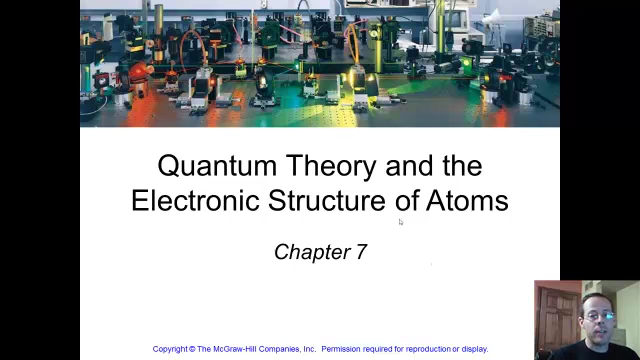 Quantum Theory and the
Electronic Structure of Atoms
Chapter 7
Copyright © The McGraw-Hill Companies, Inc. Permission required for reproduction or display.